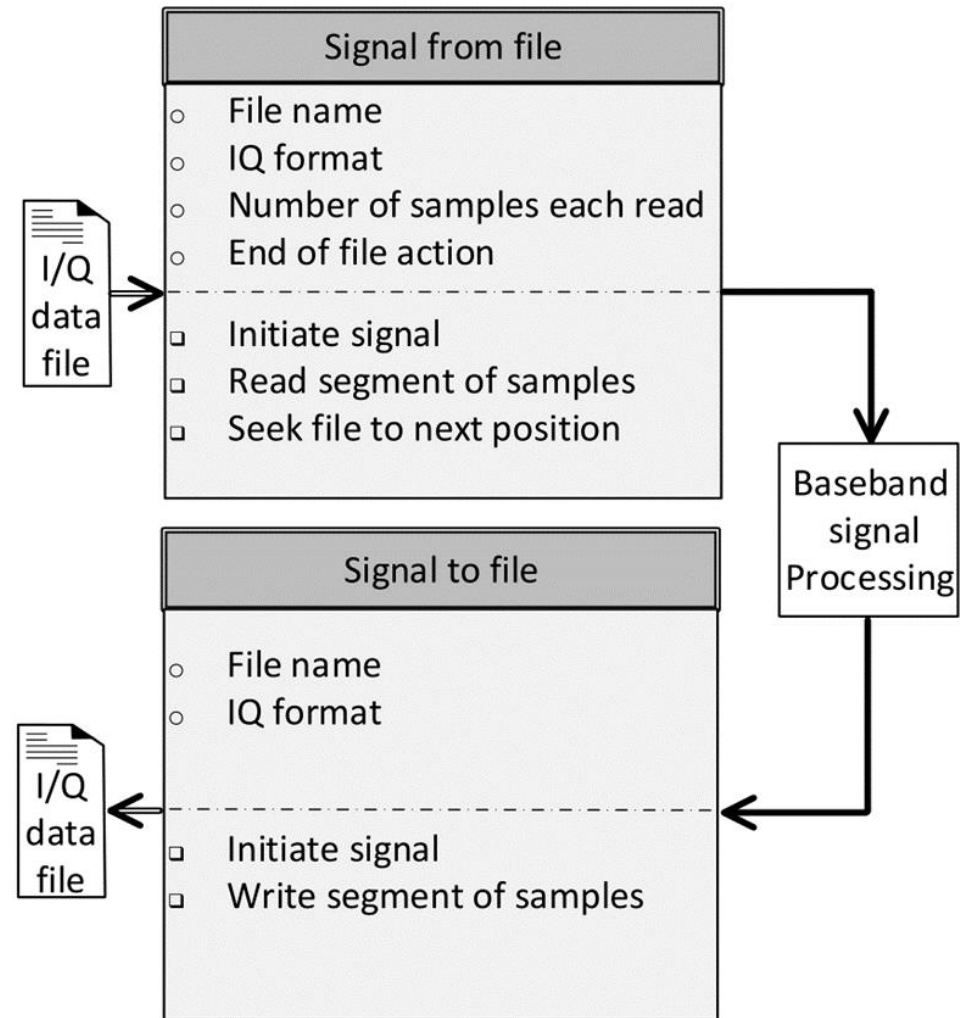 Signal from file
File name
IQ format
Number of samples each read
End of file action
I/Q
data
file
Initiate signal
Read segment of samples
Seek file to next position
Baseband
signal
Processing
Signal to file
File name
IQ format
I/Q
data
file
Initiate signal
Write segment of samples